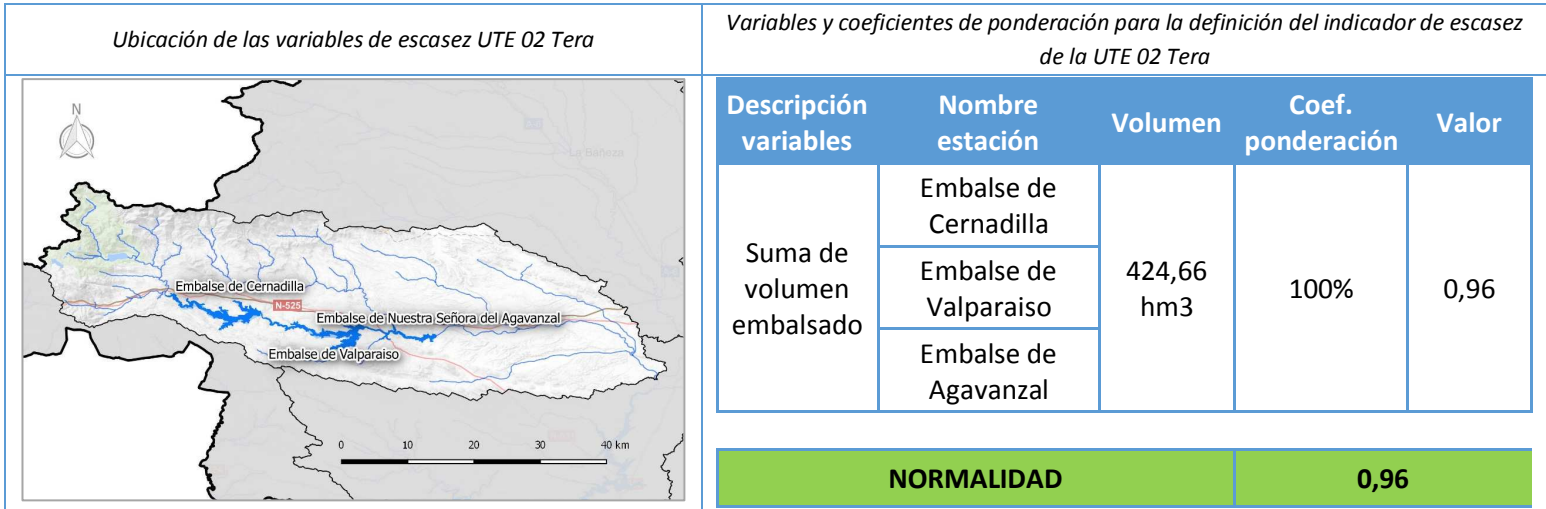 Ubicación de las variables de escasez UTE 02 Tera
Variables y coeficientes de ponderación para la definición del indicador de escasez
de la UTE 02 Tera
N
La Bañeza
Embalse de Cernadilla
N-525
Embalse de Nuestra Señora del Agavanzal
Embalse de Valparaiso
0 10 20 30 40 km
Descripción variables
Nombre estación
Volumen
Coef. ponderación
Valor
Suma de
volumen
embalsado
Embalse de
Cernadilla
Embalse de
Valparaiso
Embalse de
Agavanzal
424,66
hm3
100%
0,96
NORMALIDAD
0,96